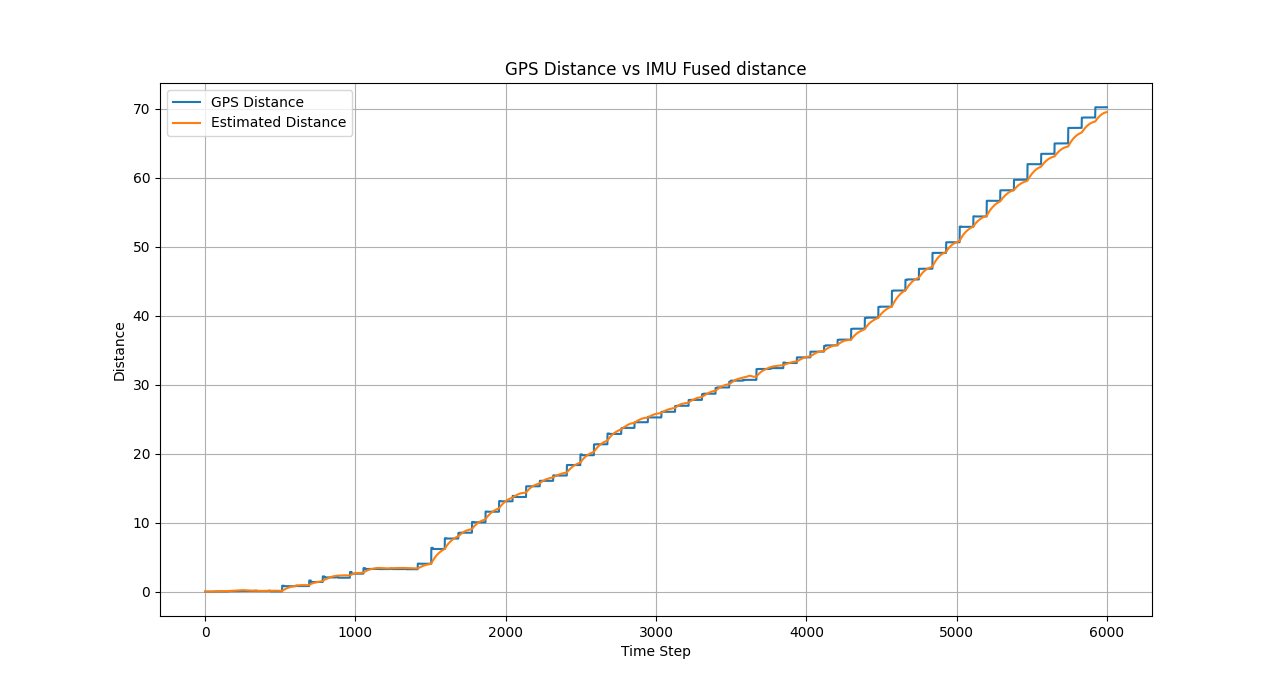 GPS Distance vs IMU Fused distance
GPS Distance
Estimated Distance
Distance
70
60
50
40
30
20
10
0
0 1000 2000 3000 4000 5000 6000
Time Step